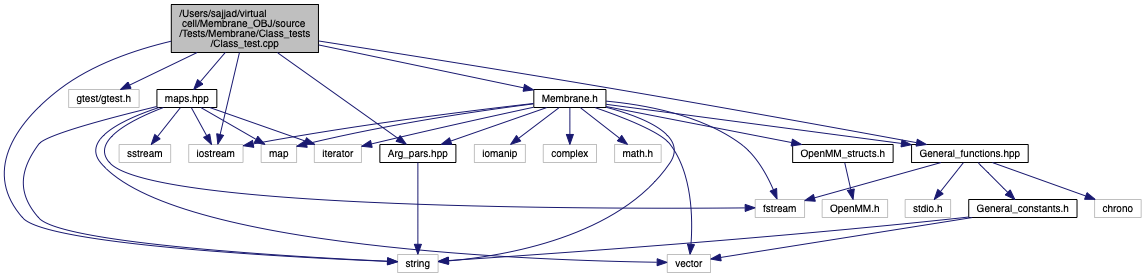 /Users/sajjad/virtual
cell/Membrane_OBJ/source
/Tests/Membrane/Class_tests
/Class_test.cpp
gtest/gtest.h
maps.hpp
Membrane.h
sstream
iostream
map
iterator
Arg_pars.hpp
iomanip
complex
math.h
OpenMM_structs.h
General_functions.hpp
fstream
OpenMM.h
stdio.h
General_constants.h
chrono
string
vector